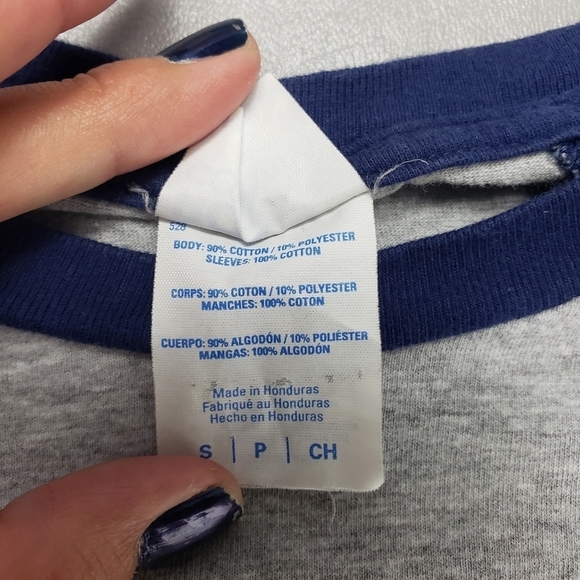 528
BODY: 90% COTTON / 10% POLYESTER
SLEEVES: 100% COTTON
CORPS: 90% COTON / 10% POLYESTER
MANCHES: 100% COTON
CUERPO: 90% ALGODÓN / 10% POLIÉSTER
MANGAS: 100% ALGODÓN
Made in Honduras
Fabriqué au Honduras
Hecho en Honduras
S | P | CH